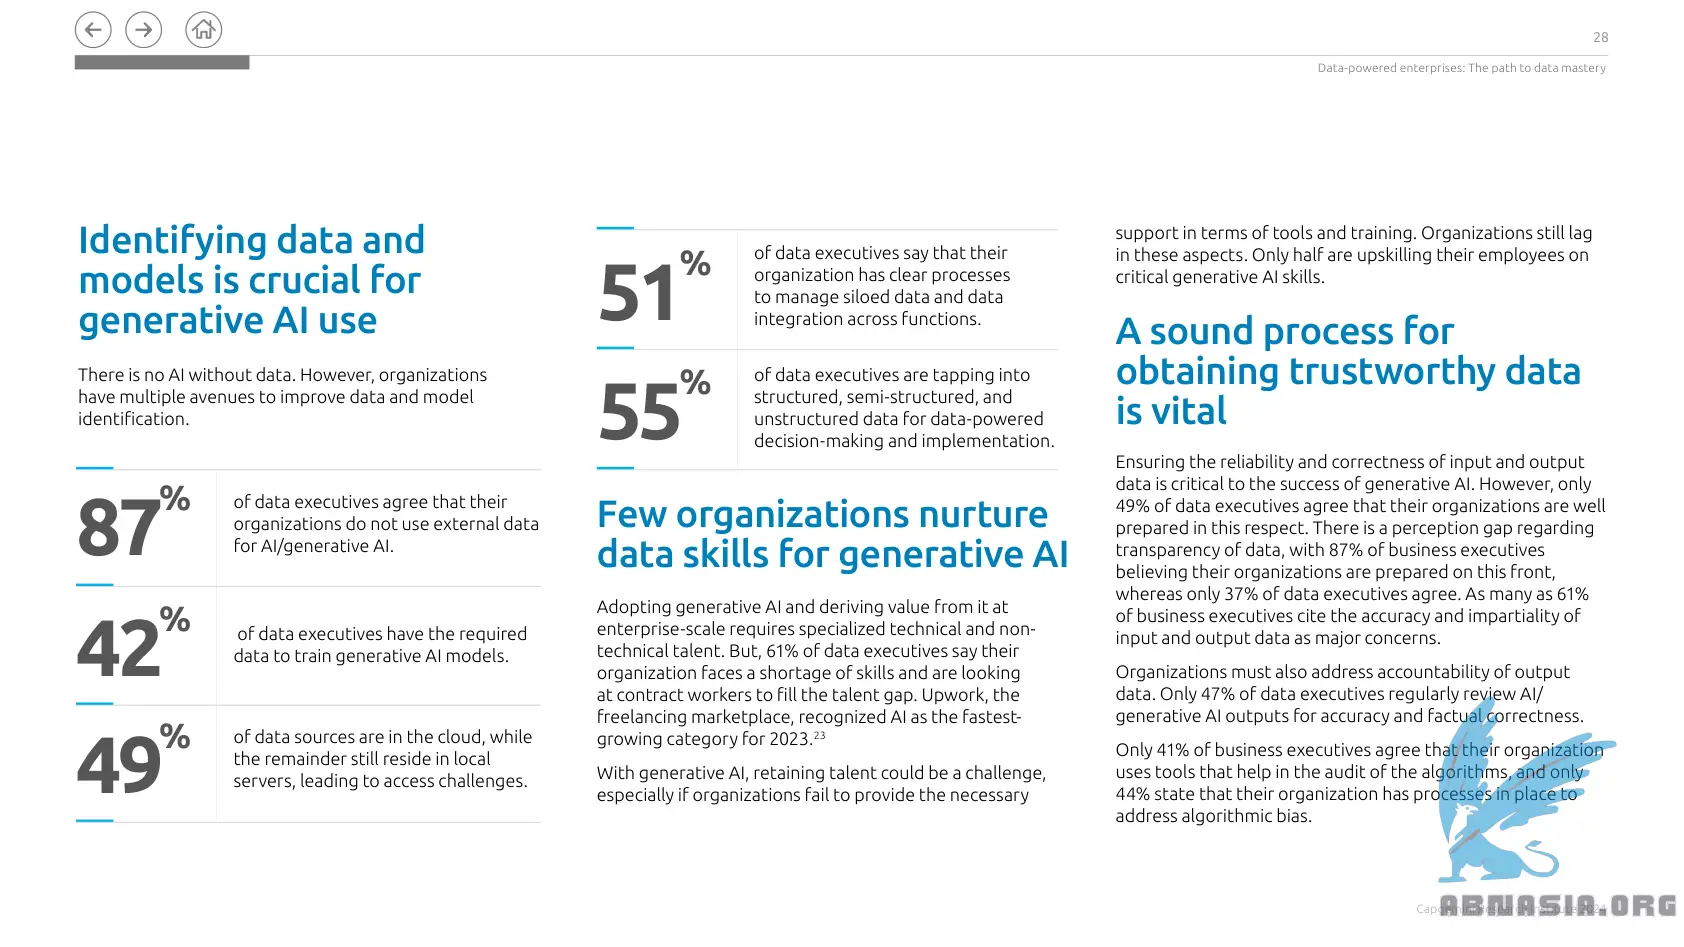 28
Data-powered enterprises: The path to data mastery
Identifying data and
models is crucial for
generative AI use
There is no AI without data. However, organizations
have multiple avenues to improve data and model
identification.
87%
of data executives agree that their
organizations do not use external data
for AI/generative AI.
42%
of data executives have the required
data to train generative AI models.
49%
of data sources are in the cloud, while
the remainder still reside in local
servers, leading to access challenges.
51%
of data executives say that their
organization has clear processes
to manage siloed data and data
integration across functions.
55%
of data executives are tapping into
structured, semi-structured, and
unstructured data for data-powered
decision-making and implementation.
Few organizations nurture
data skills for generative AI
Adopting generative AI and deriving value from it at
enterprise-scale requires specialized technical and non-
technical talent. But, 61% of data executives say their
organization faces a shortage of skills and are looking
at contract workers to fill the talent gap. Upwork, the
freelancing marketplace, recognized AI as the fastest-
growing category for 2023.23
With generative AI, retaining talent could be a challenge,
especially if organizations fail to provide the necessary
support in terms of tools and training. Organizations still lag
in these aspects. Only half are upskilling their employees on
critical generative AI skills.
A sound process for
obtaining trustworthy data
is vital
Ensuring the reliability and correctness of input and output
data is critical to the success of generative AI. However, only
49% of data executives agree that their organizations are well
prepared in this respect. There is a perception gap regarding
transparency of data, with 87% of business executives
believing their organizations are prepared on this front,
whereas only 37% of data executives agree. As many as 61%
of business executives cite the accuracy and impartiality of
input and output data as major concerns.
Organizations must also address accountability of output
data. Only 47% of data executives regularly review AI/
generative AI outputs for accuracy and factual correctness.
Only 41% of business executives agree that their organization
uses tools that help in the audit of the algorithms, and only
44% state that their organization has processes in place to
address algorithmic bias.
Capgemini Research Institute 2024
ABNASIA.ORG